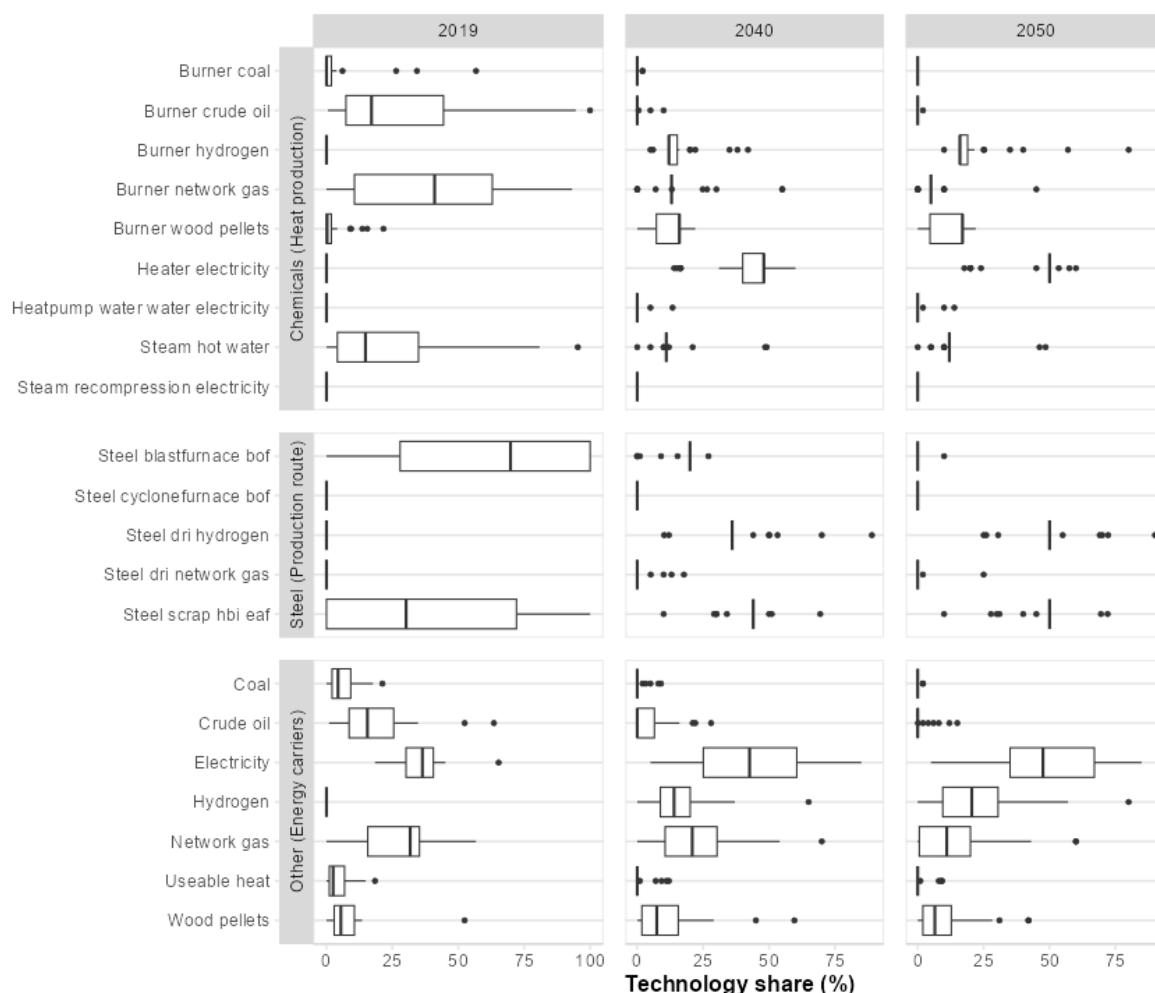 2019 2040 2050
Chemicals (Heat production)
Burner coal
Burner crude oil
Burner hydrogen
Burner network gas
Burner wood pellets
Heater electricity
Heatpump water water electricity
Steam hot water
Steam recompression electricity
Steel (Production route)
Steel blastfurnace bof
Steel cyclonefurnace bof
Steel dri hydrogen
Steel dri network gas
Steel scrap hbi eaf
Other (Energy carriers)
Coal
Crude oil
Electricity
Hydrogen
Network gas
Useable heat
Wood pellets
0 25 50 75 100 0 25 50 75 0 25 50 75
Technology share (%)